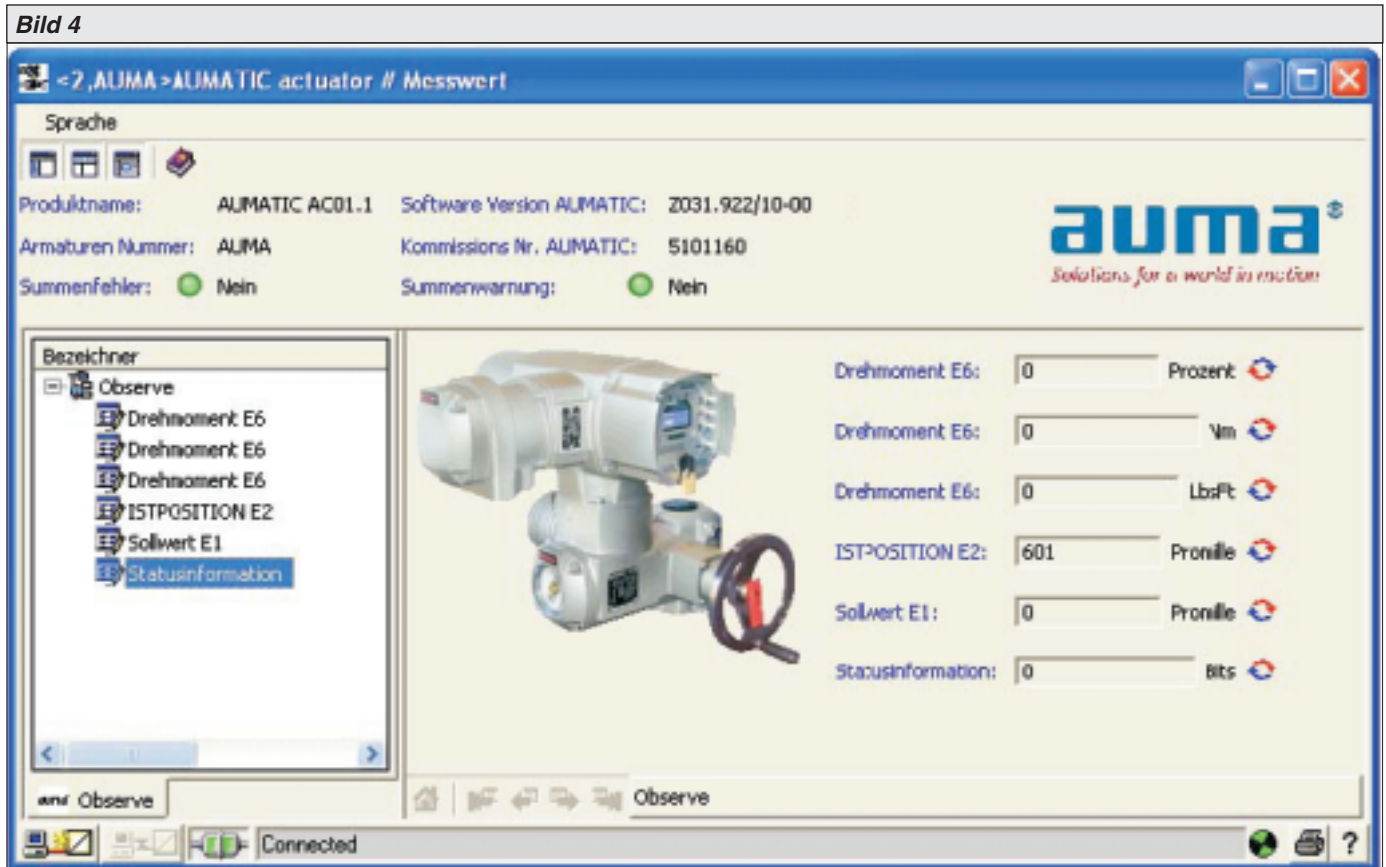 Bild 4
<2,AUMA>AUMATIC actuator // Messwert
Sprache
Produktname: AUMATIC AC01.1 Software Version AUMATIC: Z031.922/10-00
Armaturen Nummer: AUMA Kommissions Nr. AUMATIC: 5101160
Summenfehler: Nein Summenwarnung: Nein
auma®
Solutions for a world in motion
Bezeichner
Observe
Drehmoment E6
Drehmoment E6
Drehmoment E6
ISTPOSITION E2
Sollwert E1
Statusinformation
Drehmoment E6: 0 Prozent
Drehmoment E6: 0 Nm
Drehmoment E6: 0 LbsFt
ISTPOSITION E2: 601 Promille
Sollwert E1: 0 Promille
Statusinformation: 0 Bits
Observe
Observe
Connected
?